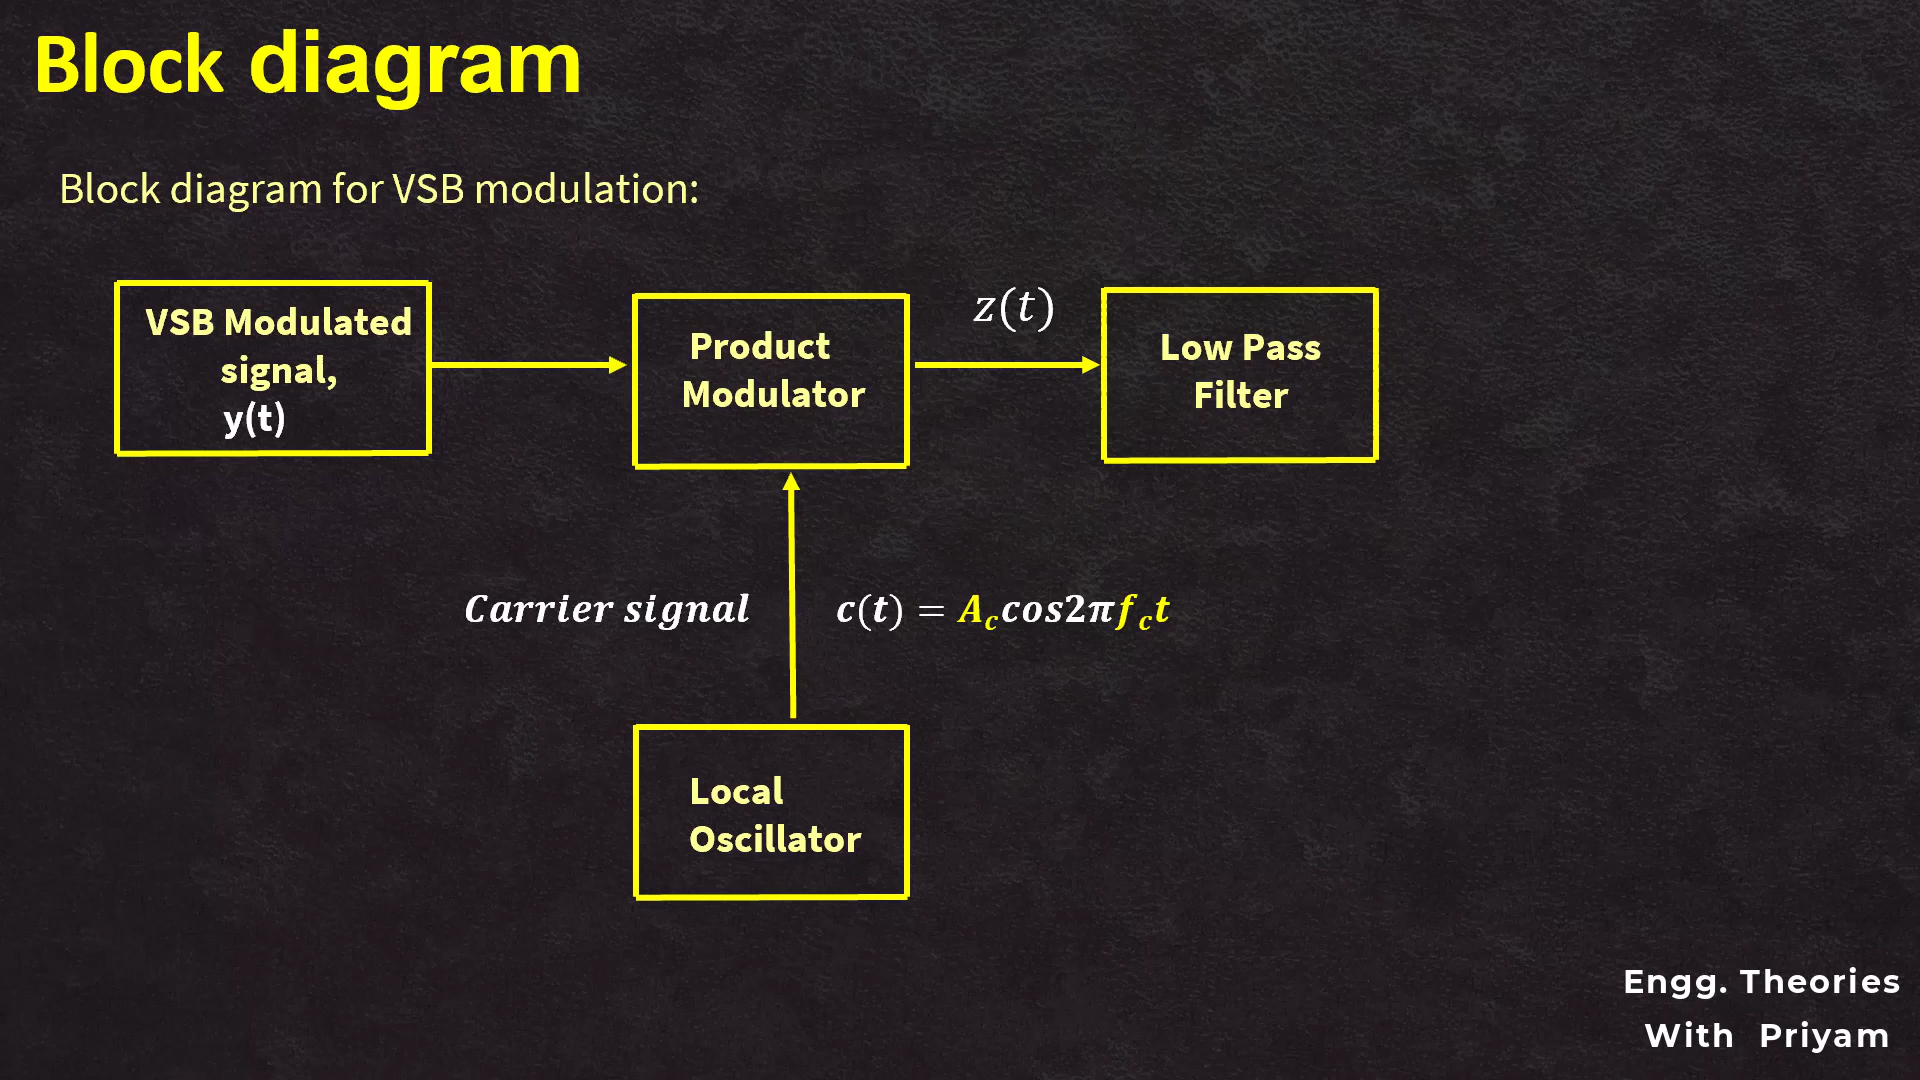 Block diagram
Block diagram for VSB modulation:
VSB Modulated
signal,
y(t)
Product
Modulator
z(t)
Low Pass
Filter
Carrier signal
c(t) = A_c cos2πf_c t
Local
Oscillator
Engg. Theories
With Priyam